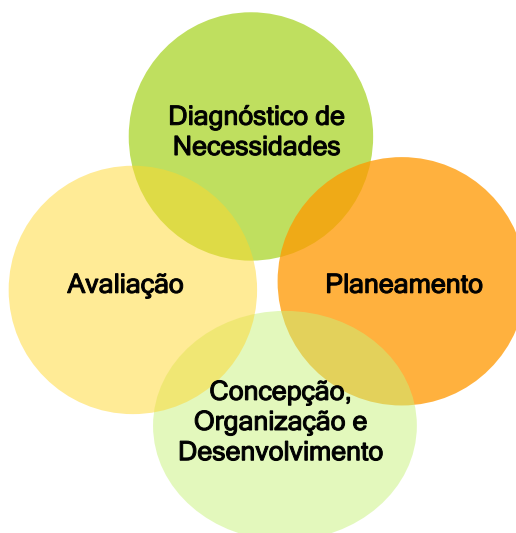 Diagnóstico de
Necessidades
Avaliação
Planeamento
Concepção,
Organização e
Desenvolvimento